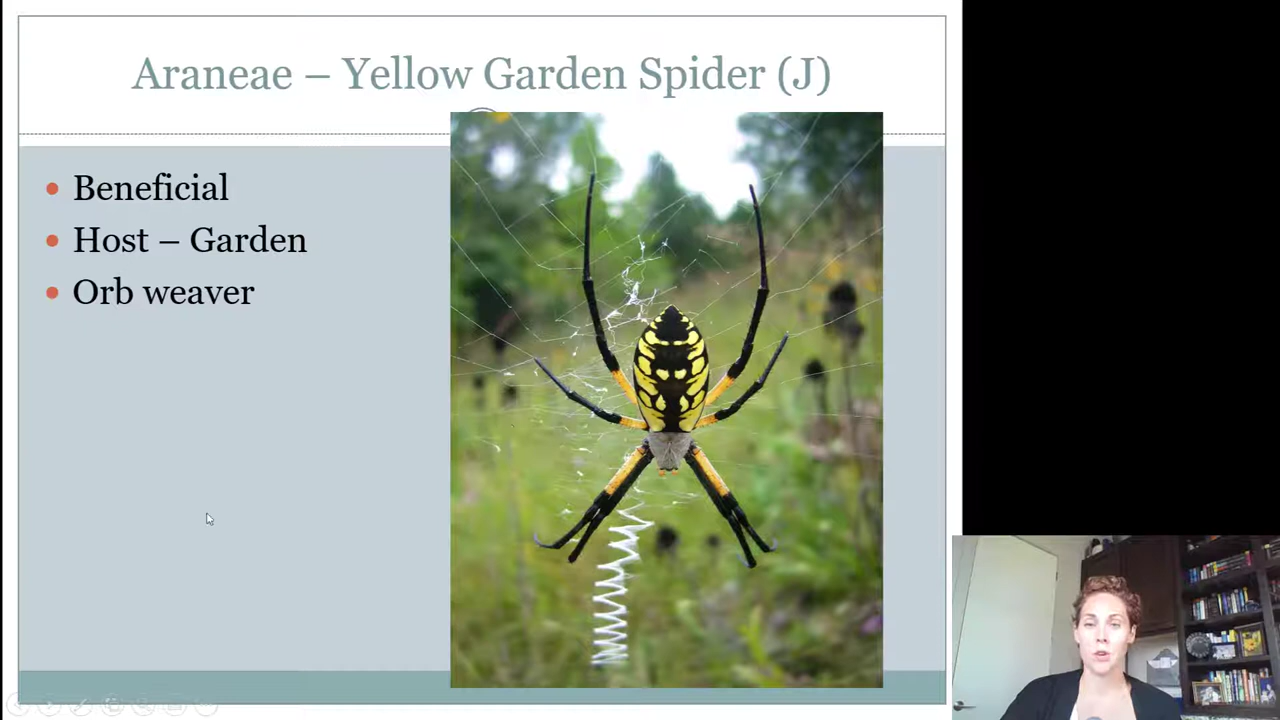 Araneae – Yellow Garden Spider (J)
Beneficial
Host – Garden
Orb weaver